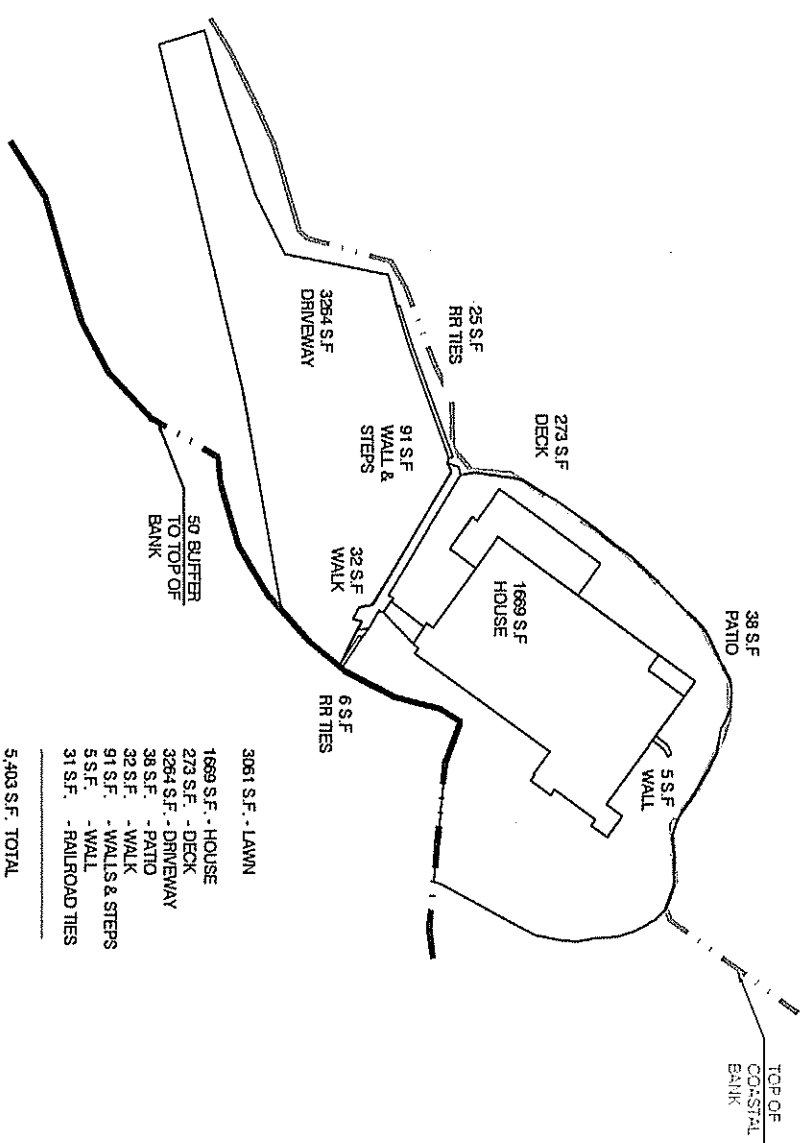 TOP OF
COASTAL
BANK
38 S.F
PATIO
5 S.F
WALL
273 S.F
DECK
1669 S.F
HOUSE
25 S.F
RR TIES
91 S.F
WALL &
STEPS
32 S.F
WALK
6 S.F
RR TIES
3264 S.F
DRIVEWAY
50' BUFFER
TO TOP OF
BANK
3061 S.F. - LAWN
1669 S.F. - HOUSE
273 S.F. - DECK
3264 S.F. - DRIVEWAY
38 S.F. - PATIO
32 S.F. - WALK
91 S.F. - WALLS & STEPS
5 S.F. - WALL
31 S.F. - RAILROAD TIES
5,403 S.F. TOTAL